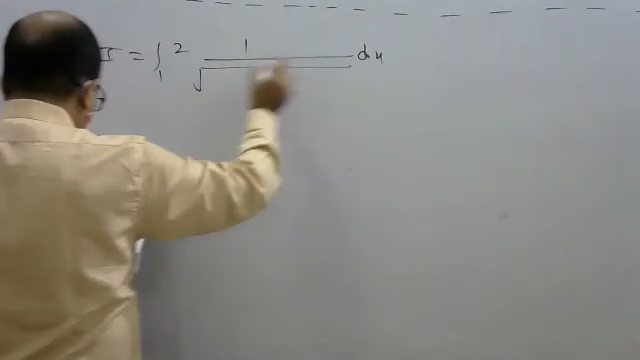 I = ∫₁² 1/√ dx